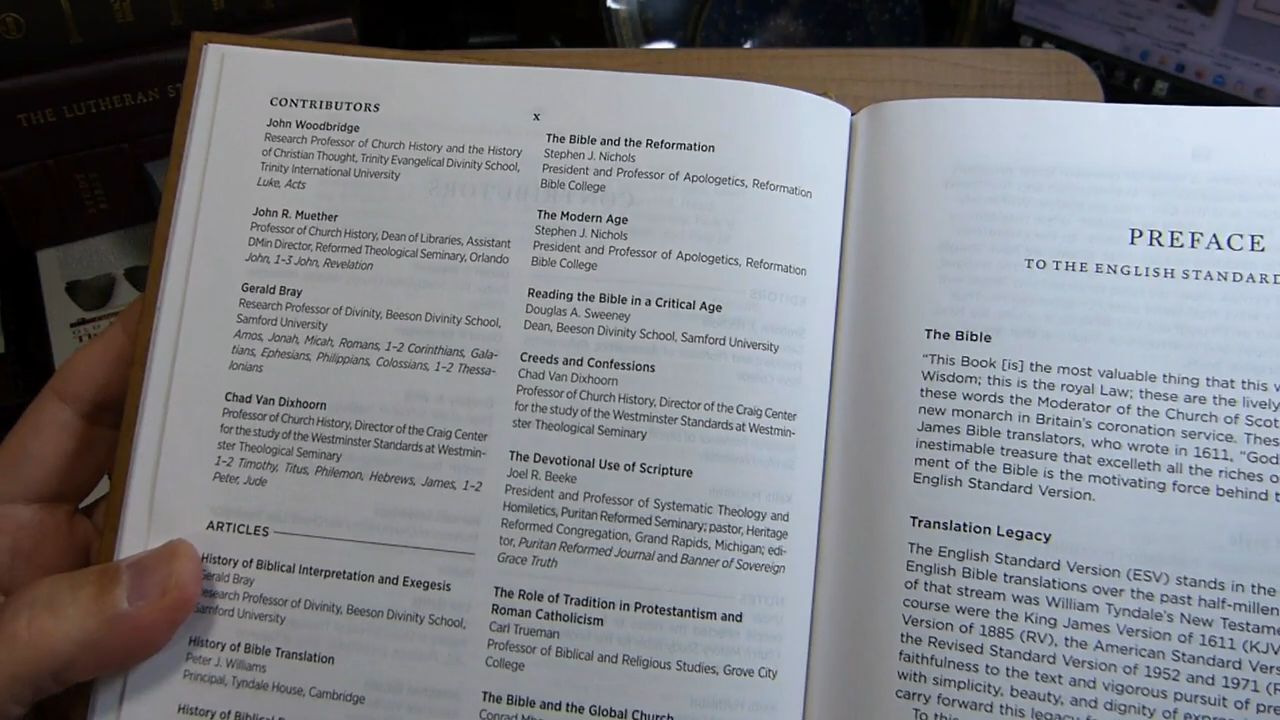 THE LUTHERAN ST
CONTRIBUTORS
x
John Woodbridge
Research Professor of Church History and the History
of Christian Thought, Trinity Evangelical Divinity School,
Trinity International University
Luke, Acts
John R. Muether
Professor of Church History, Dean of Libraries, Assistant
DMin Director, Reformed Theological Seminary, Orlando
John, 1–3 John, Revelation
Gerald Bray
Research Professor of Divinity, Beeson Divinity School,
Samford University
Amos, Jonah, Micah, Romans, 1–2 Corinthians, Gala-
tians, Ephesians, Philippians, Colossians, 1–2 Thessa-
lonians
Chad Van Dixhoorn
Professor of Church History, Director of the Craig Center
for the study of the Westminster Standards at Westmin-
ster Theological Seminary
1–2 Timothy, Titus, Philemon, Hebrews, James, 1–2
Peter, Jude
ARTICLES
History of Biblical Interpretation and Exegesis
Gerald Bray
Research Professor of Divinity, Beeson Divinity School,
Samford University
History of Bible Translation
Peter J. Williams
Principal, Tyndale House, Cambridge
History of
The Bible and the Reformation
Stephen J. Nichols
President and Professor of Apologetics, Reformation
Bible College
The Modern Age
Stephen J. Nichols
President and Professor of Apologetics, Reformation
Bible College
Reading the Bible in a Critical Age
Douglas A. Sweeney
Dean, Beeson Divinity School, Samford University
Creeds and Confessions
Chad Van Dixhoorn
Professor of Church History, Director of the Craig Center
for the study of the Westminster Standards at Westmin-
ster Theological Seminary
The Devotional Use of Scripture
Joel R. Beeke
President and Professor of Systematic Theology and
Homiletics, Puritan Reformed Seminary; pastor, Heritage
Reformed Congregation, Grand Rapids, Michigan; edi-
tor, Puritan Reformed Journal and Banner of Sovereign
Grace Truth
The Role of Tradition in Protestantism and
Roman Catholicism
Carl Trueman
Professor of Biblical and Religious Studies, Grove City
College
The Bible and the Global Church
Conrad
PREFACE
TO THE ENGLISH STANDAR
The Bible
“This Book [is] the most valuable thing that this
Wisdom; this is the royal Law; these are the lively
these words the Moderator of the Church of Scot
new monarch in Britain’s coronation service. Thes
James Bible translators, who wrote in 1611, “God
inestimable treasure that excelleth all the riches o
ment of the Bible is the motivating force behind
English Standard Version.
Translation Legacy
The English Standard Version (ESV) stands in the
English Bible translations over the past half-millen
of that stream was William Tyndale’s New Testam
course were the King James Version of 1611 (KJV
Version of 1885 (RV), the American Standard Vers
the Revised Standard Version of 1952 and 1971 (R
faithfulness to the text and vigorous pursuit of pre
with simplicity, beauty, and dignity of ex
carry forward this legacy
To this